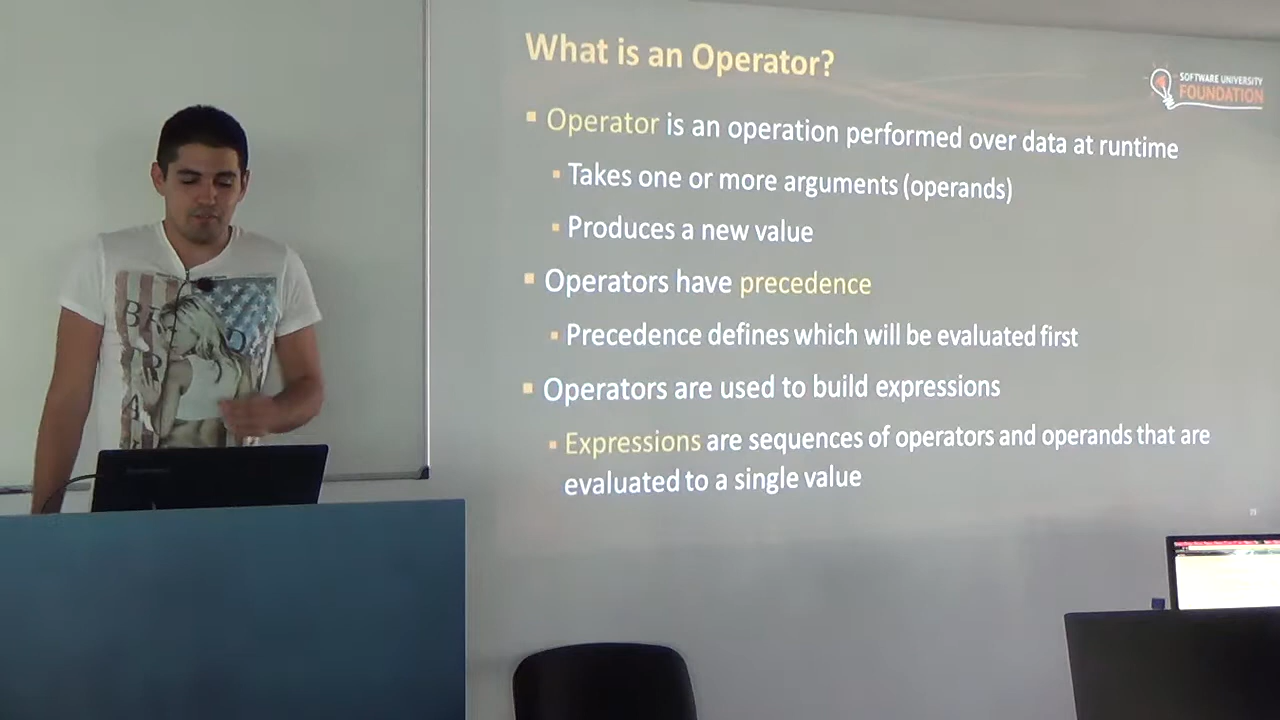 What is an Operator?
SOFTWARE UNIVERSITY
FOUNDATION
Operator is an operation performed over data at runtime
Takes one or more arguments (operands)
Produces a new value
Operators have precedence
Precedence defines which will be evaluated first
Operators are used to build expressions
Expressions are sequences of operators and operands that are
evaluated to a single value